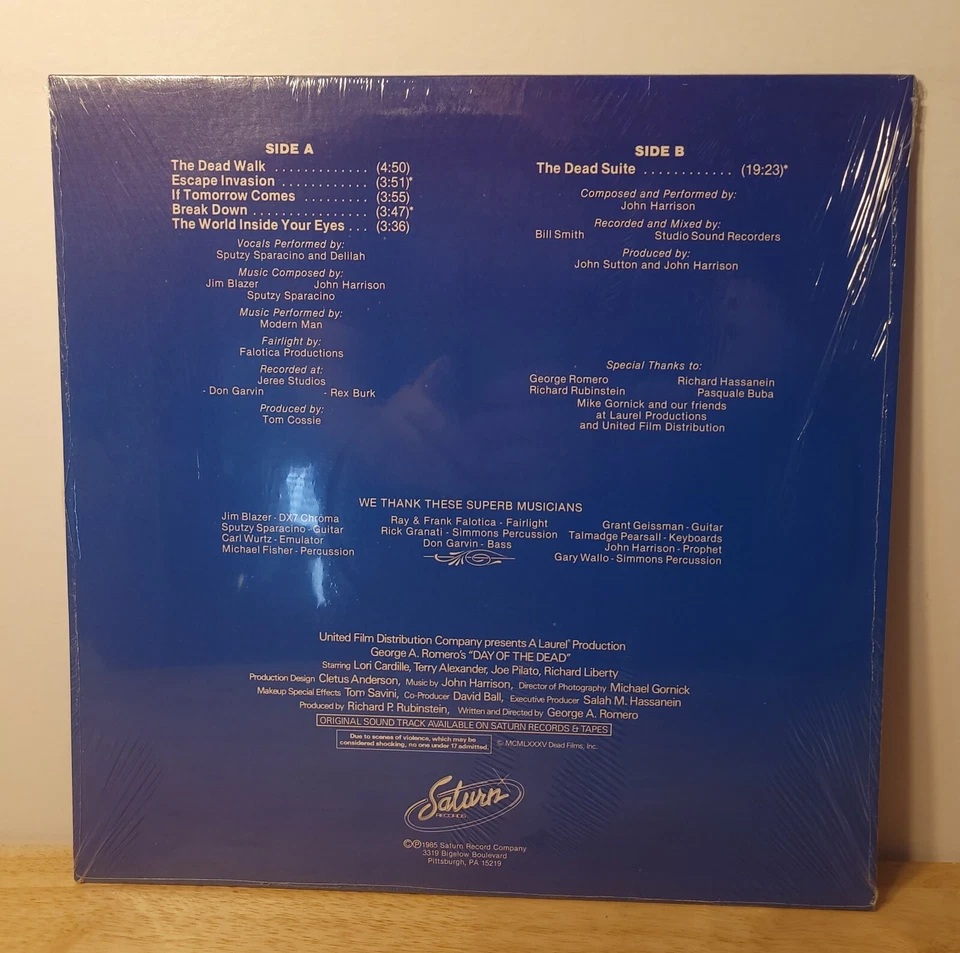 SIDE A
The Dead Walk ............. (4:50)
Escape Invasion ............ (3:51)*
If Tomorrow Comes ......... (3:55)
Break Down ................ (3:47)*
The World Inside Your Eyes ... (3:36)
Vocals Performed by:
Sputzy Sparacino and Delilah
Music Composed by:
Jim Blazer John Harrison
Sputzy Sparacino
Music Performed by:
Modern Man
Fairlight by:
Falotica Productions
Recorded at:
Jeree Studios
- Don Garvin - Rex Burk
Produced by:
Tom Cossie
SIDE B
The Dead Suite ............ (19:23)*
Composed and Performed by:
John Harrison
Recorded and Mixed by:
Bill Smith Studio Sound Recorders
Produced by:
John Sutton and John Harrison
Special Thanks to:
George Romero Richard Hassanein
Richard Rubinstein Pasquale Buba
Mike Gornick and our friends
at Laurel Productions
and United Film Distribution
WE THANK THESE SUPERB MUSICIANS
Jim Blazer - DX7 Chroma
Sputzy Sparacino - Guitar
Carl Wurtz - Emulator
Michael Fisher - Percussion
Ray & Frank Falotica - Fairlight
Rick Granati - Simmons Percussion
Don Garvin - Bass
Grant Geissman - Guitar
Talmadge Pearsall - Keyboards
John Harrison - Prophet
Gary Wallo - Simmons Percussion
United Film Distribution Company presents A Laurel® Production
George A. Romero's "DAY OF THE DEAD"
Starring Lori Cardille, Terry Alexander, Joe Pilato, Richard Liberty
Production Design Cletus Anderson, Music by John Harrison, Director of Photography Michael Gornick
Makeup Special Effects Tom Savini, Co-Producer David Ball, Executive Producer Salah M. Hassanein
Produced by Richard P. Rubinstein, Written and Directed by George A. Romero
ORIGINAL SOUND TRACK AVAILABLE ON SATURN RECORDS & TAPES
Due to scenes of violence, which may be
considered shocking, no one under 17 admitted.
© MCMLXXXV Dead Films, Inc.
Saturn
RECORDS
©℗1985 Saturn Record Company
3319 Bigelow Boulevard
Pittsburgh, PA 15219